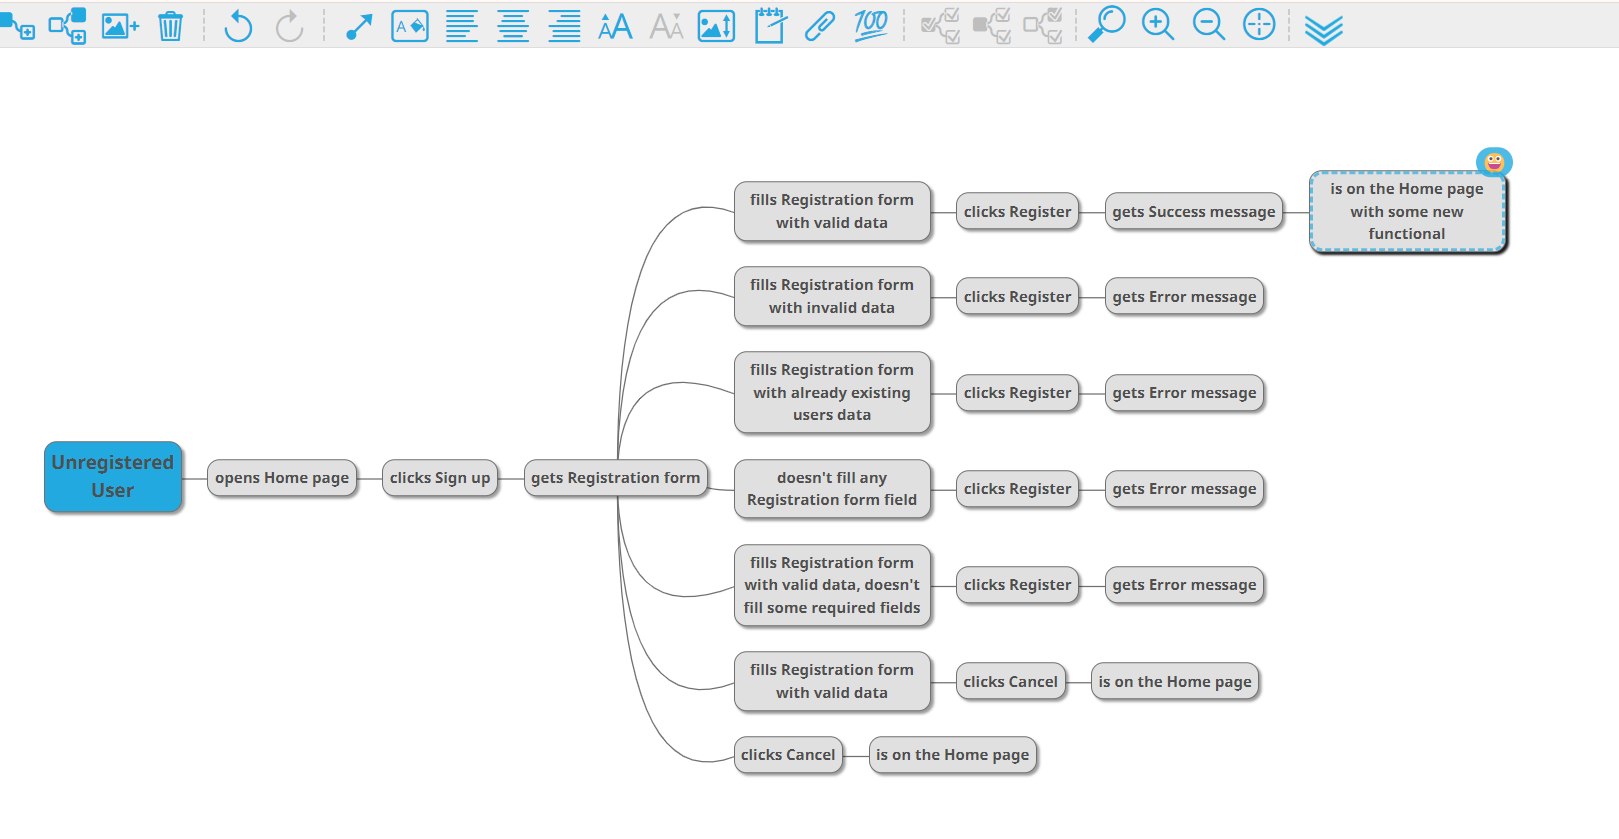 A
AA
AA
100
fills Registration form
with valid data
clicks Register
gets Success message
is on the Home page
with some new
functional
fills Registration form
with invalid data
clicks Register
gets Error message
fills Registration form
with already existing
users data
clicks Register
gets Error message
Unregistered
User
opens Home page
clicks Sign up
gets Registration form
doesn't fill any
Registration form field
clicks Register
gets Error message
fills Registration form
with valid data, doesn't
fill some required fields
clicks Register
gets Error message
fills Registration form
with valid data
clicks Cancel
is on the Home page
clicks Cancel
is on the Home page